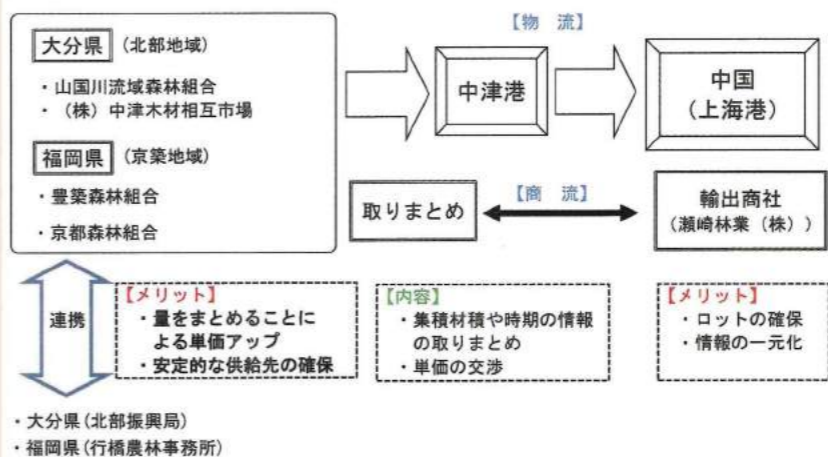 【物　流】
大分県 (北部地域)
・山国川流域森林組合
・（株）中津木材相互市場
福岡県 (京築地域)
・豊築森林組合
・京都森林組合
中津港
中国
(上海港)
取りまとめ
【商　流】
輸出商社
(瀬崎林業（株）)
連携
【メリット】
・量をまとめることに
よる単価アップ
・安定的な供給先の確保
【内容】
・集積材積や時期の情報
の取りまとめ
・単価の交渉
【メリット】
・ロットの確保
・情報の一元化
・大分県(北部振興局)
・福岡県(行橋農林事務所)